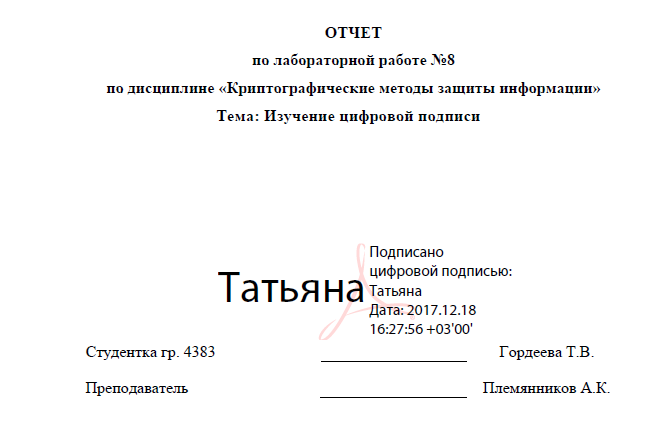 ОТЧЕТ
по лабораторной работе №8
по дисциплине «Криптографические методы защиты информации»
Тема: Изучение цифровой подписи
Татьяна
Подписано
цифровой подписью:
Татьяна
Дата: 2017.12.18
16:27:56 +03'00'
Студентка гр. 4383 Гордеева Т.В.
Преподаватель Племянников А.К.